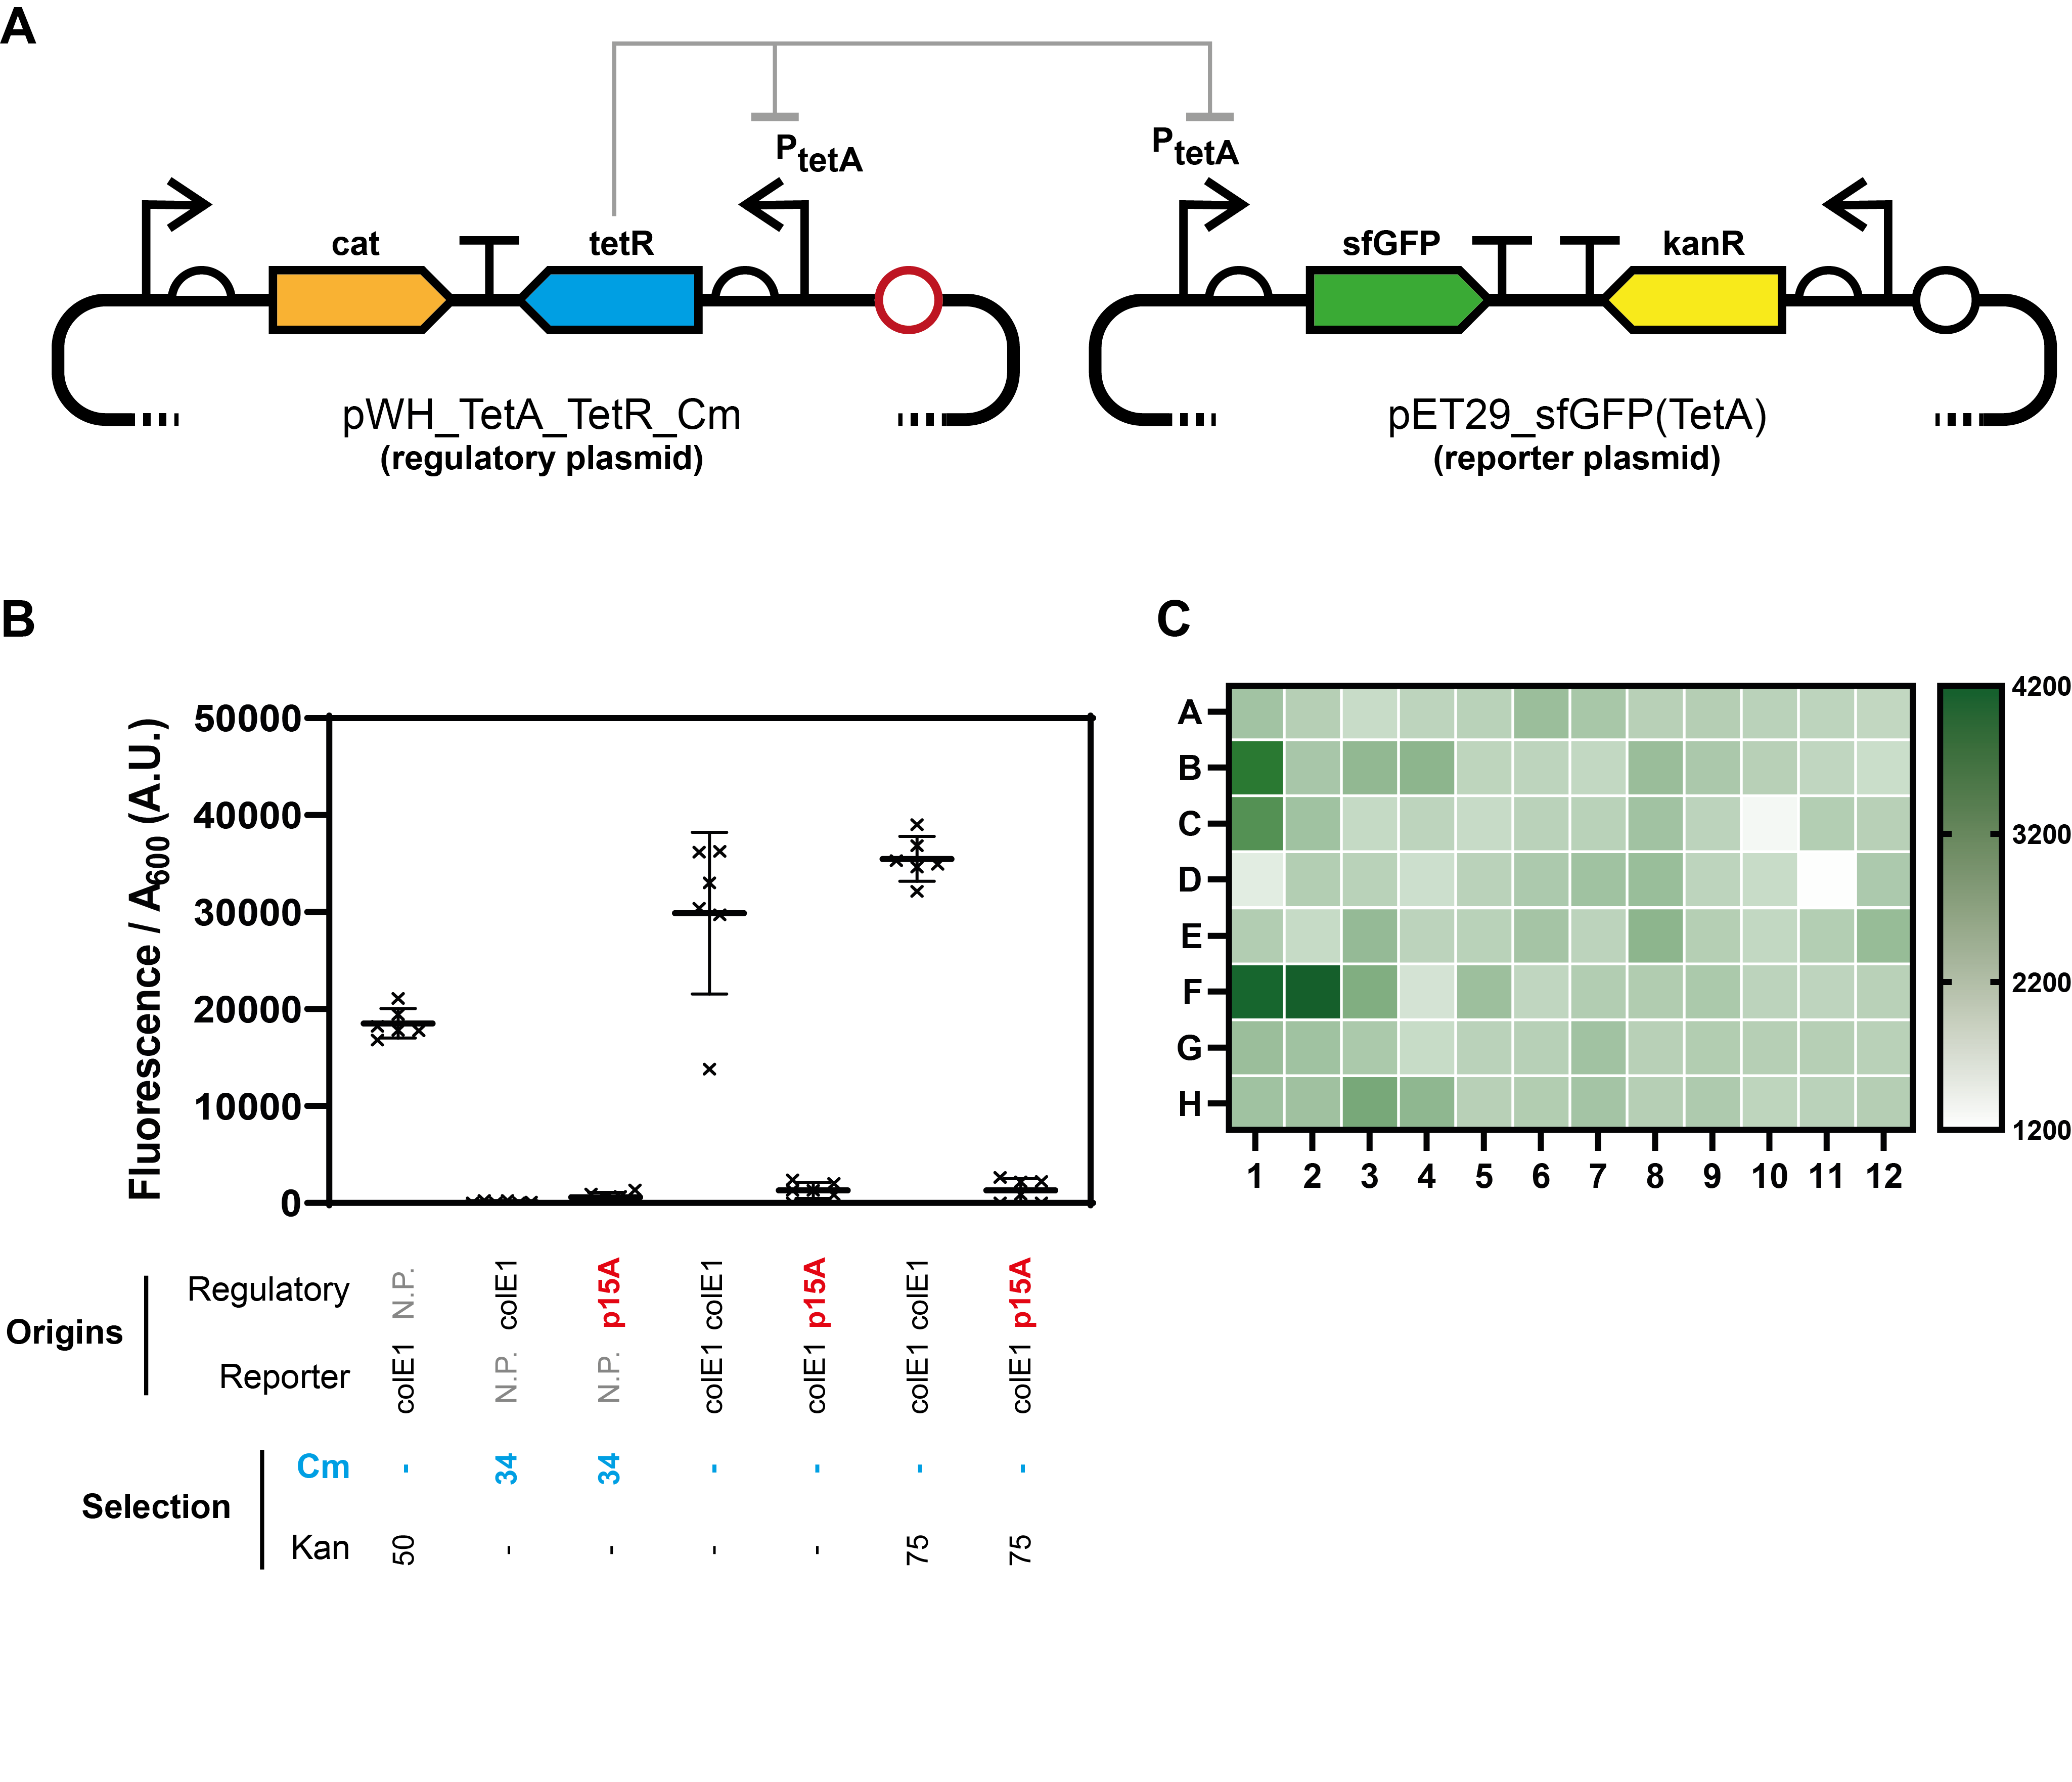 A
PtetA
PtetA
cat
tetR
sfGFP
kanR
pWH_TetA_TetR_Cm
(regulatory plasmid)
pET29_sfGFP(TetA)
(reporter plasmid)
B
Fluorescence / A600 (A.U.)
50000
40000
30000
20000
10000
0
Origins
Regulatory
N.P. colE1 p15A colE1 p15A colE1 p15A
Reporter
colE1 N.P. N.P. colE1 colE1 colE1 colE1
Selection
Cm
- 34 34 - - - -
Kan
50 - - - - 75 75
C
A
B
C
D
E
F
G
H
1 2 3 4 5 6 7 8 9 10 11 12
4200
3200
2200
1200